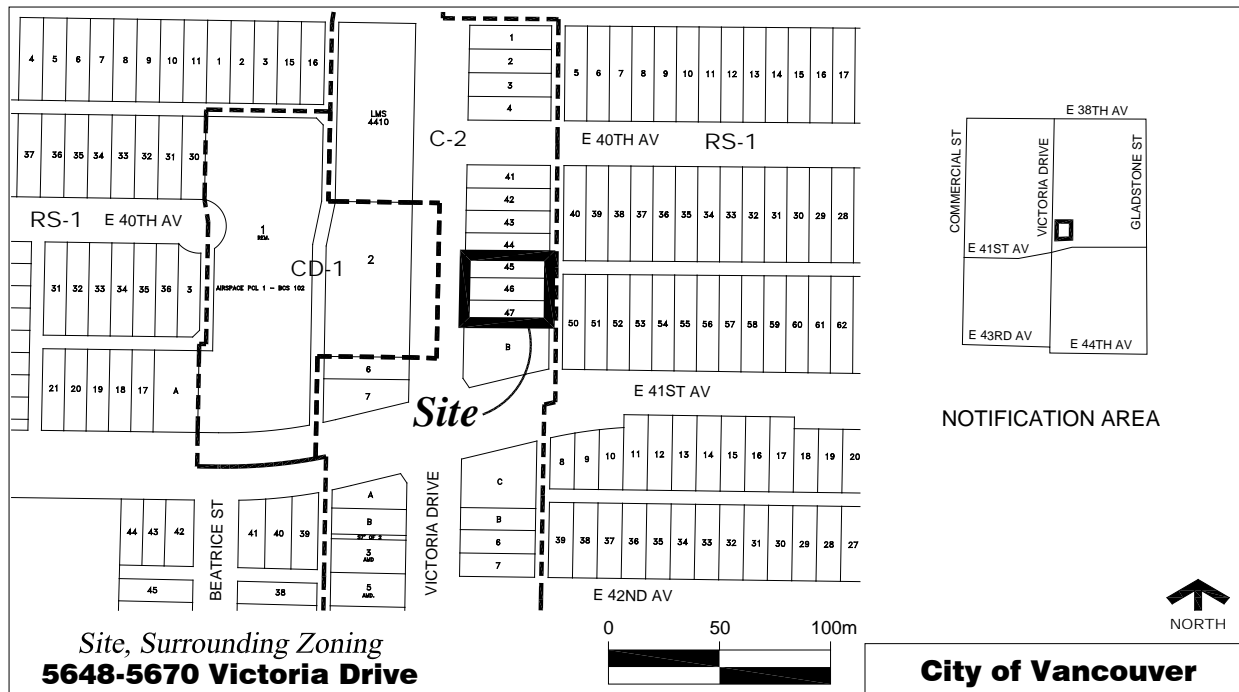 4 5 6 7 8 9 10 11 1 2 3 15 16
LMS
4410
1
2
3
4
5 6 7 8 9 10 11 12 13 14 15 16 17
C-2
E 40TH AV
RS-1
37 36 35 34 33 32 31 30
RS-1
E 40TH AV
1
REM.
CD-1
2
AIRSPACE PCL 1 - BCS 102
41
42
43
44
45
46
47
B
40 39 38 37 36 35 34 33 32 31 30 29 28
31 32 33 34 35 36 3
50 51 52 53 54 55 56 57 58 59 60 61 62
21 20 19 18 17 A
6
7
Site
E 41ST AV
8 9 10 11 12 13 14 15 16 17 18 19 20
C
B
6
7
A
B
3
AMD
5
AMD.
VICTORIA DRIVE
BEATRICE ST
44 43 42
41 40 39
45
38
39 38 37 36 35 34 33 32 31 30 29 28 27
E 42ND AV
E 38TH AV
COMMERCIAL ST
VICTORIA DRIVE
GLADSTONE ST
E 41ST AV
E 43RD AV
E 44TH AV
NOTIFICATION AREA
NORTH
Site, Surrounding Zoning
5648-5670 Victoria Drive
0 50 100m
City of Vancouver